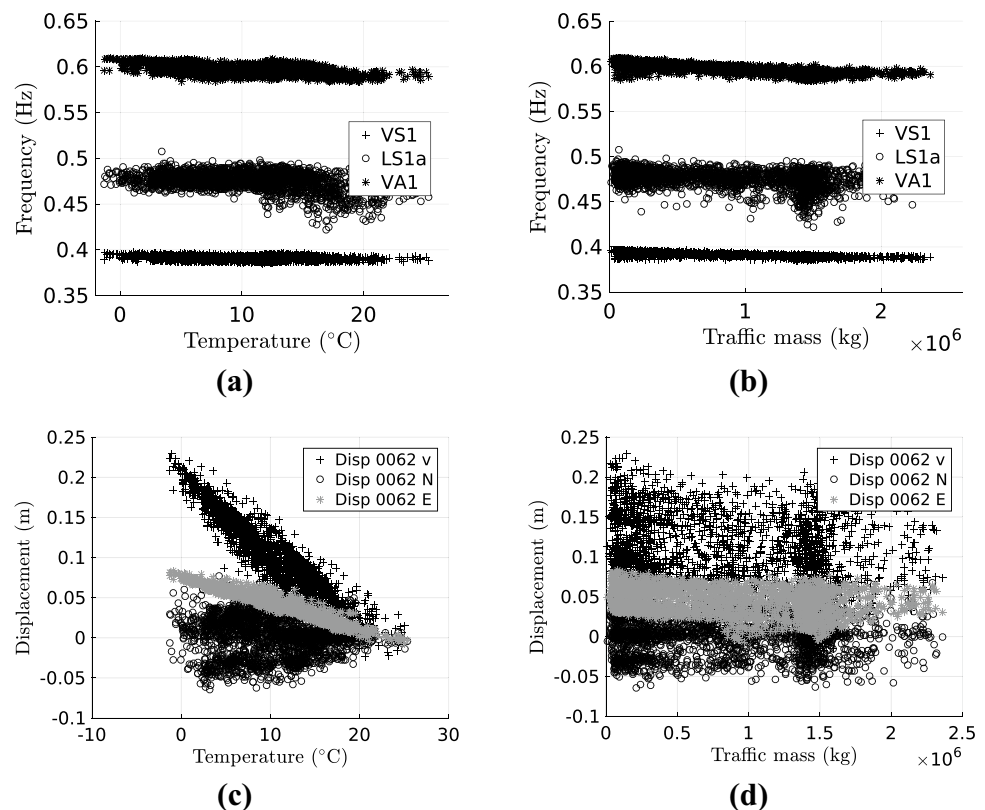 0.65
0.6
0.55
0.5
0.45
0.4
0.35
Frequency (Hz)
VS1
LS1a
VA1
0 10 20
Temperature (°C)
(a)
0.65
0.6
0.55
0.5
0.45
0.4
0.35
Frequency (Hz)
VS1
LS1a
VA1
0 1 2
Traffic mass (kg) ×10⁶
(b)
0.25
0.2
0.15
0.1
0.05
0
-0.05
-0.1
Displacement (m)
Disp 0062 v
Disp 0062 N
Disp 0062 E
-10 0 10 20 30
Temperature (°C)
(c)
0.25
0.2
0.15
0.1
0.05
0
-0.05
-0.1
Displacement (m)
Disp 0062 v
Disp 0062 N
Disp 0062 E
0 0.5 1 1.5 2 2.5
Traffic mass (kg) ×10⁶
(d)